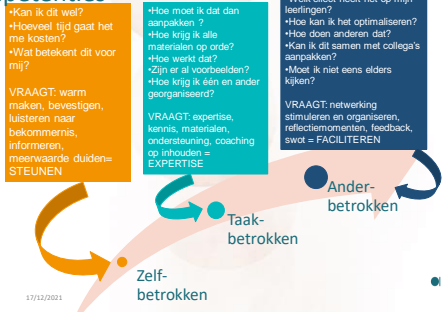 •Kan ik dit wel?
•Hoeveel tijd gaat het
me kosten?
•Wat betekent dit voor
mij?
VRAAGT: warm
maken, bevestigen,
luisteren naar
bekommernis,
informeren,
meerwaarde duiden=
STEUNEN
•Hoe moet ik dat dan
aanpakken ?
•Hoe krijg ik alle
materialen op orde?
•Hoe werkt dat?
•Zijn er al voorbeelden?
•Hoe krijg ik één en ander
georganiseerd?
VRAAGT: expertise,
kennis, materialen,
ondersteuning, coaching
op inhouden =
EXPERTISE
leerlingen?
•Hoe kan ik het optimaliseren?
•Hoe doen anderen dat?
•Kan ik dit samen met collega's
aanpakken?
•Moet ik niet eens elders
kijken?
VRAAGT: netwerking
stimuleren en organiseren,
reflectiemomenten, feedback,
swot = FACILITEREN
Ander-
betrokken
Taak-
betrokken
Zelf-
betrokken
17/12/2021